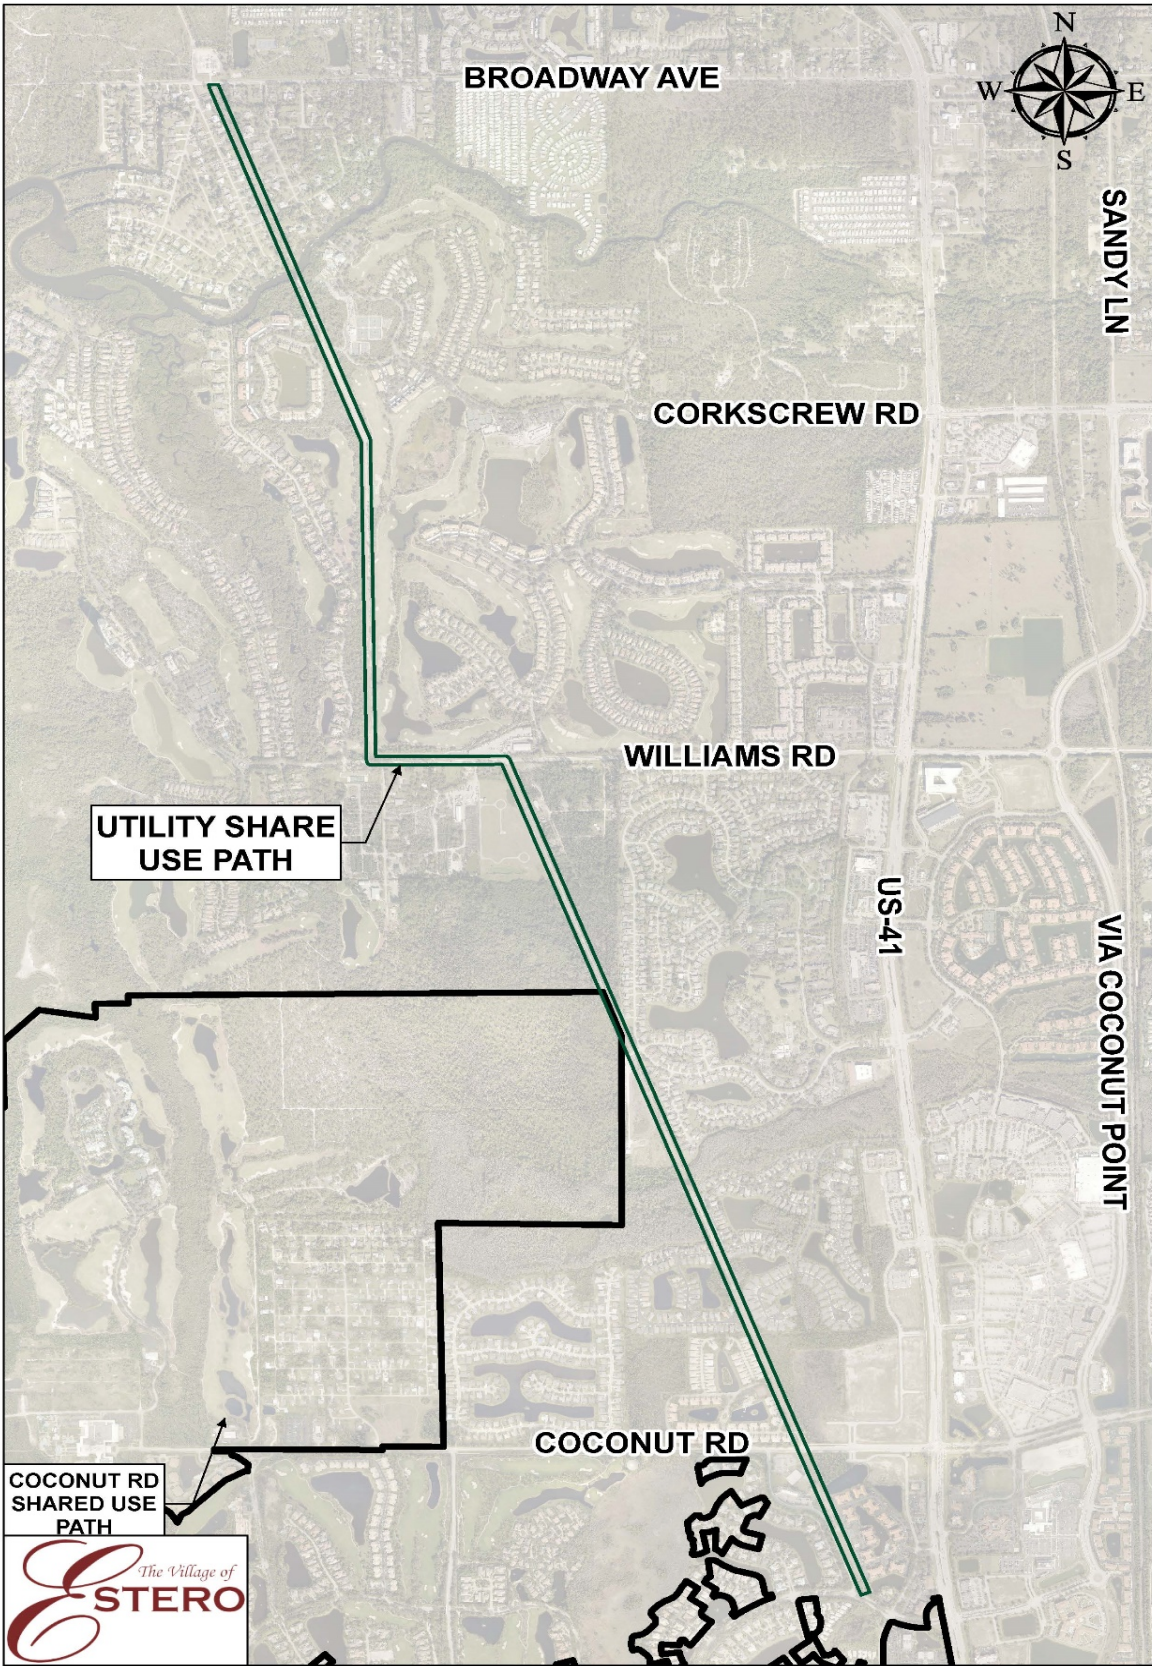 N
BROADWAY AVE
W
E
S
SANDY LN
CORKSCREW RD
WILLIAMS RD
UTILITY SHARE
USE PATH
US-41
VIA COCONUT POINT
COCONUT RD
COCONUT RD
SHARED USE
PATH
The Village of
ESTERO